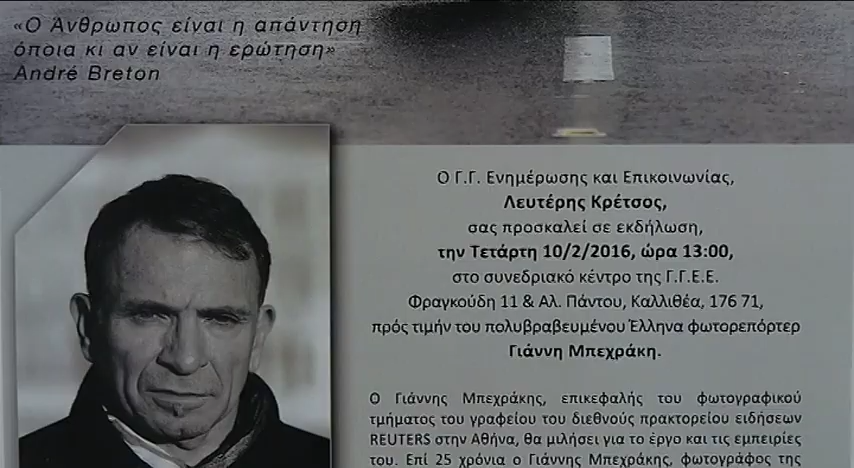 «Ο Άνθρωπος είναι η απάντηση
όποια κι αν είναι η ερώτηση»
André Breton
Ο Γ.Γ. Ενημέρωσης και Επικοινωνίας,
Λευτέρης Κρέτσος,
σας προσκαλεί σε εκδήλωση,
την Τετάρτη 10/2/2016, ώρα 13:00,
στο συνεδριακό κέντρο της Γ.Γ.Ε.Ε.
Φραγκούδη 11 & Αλ. Πάντου, Καλλιθέα, 176 71,
πρός τιμήν του πολυβραβευμένου Έλληνα φωτορεπόρτερ
Γιάννη Μπεχράκη.
Ο Γιάννης Μπεχράκης, επικεφαλής του φωτογραφικού
τμήματος του γραφείου του διεθνούς πρακτορείου ειδήσεων
REUTERS στην Αθήνα, θα μιλήσει για το έργο και τις εμπειρίες
του. Επί 25 χρόνια ο Γιάννης Μπεχράκης, φωτογράφος της